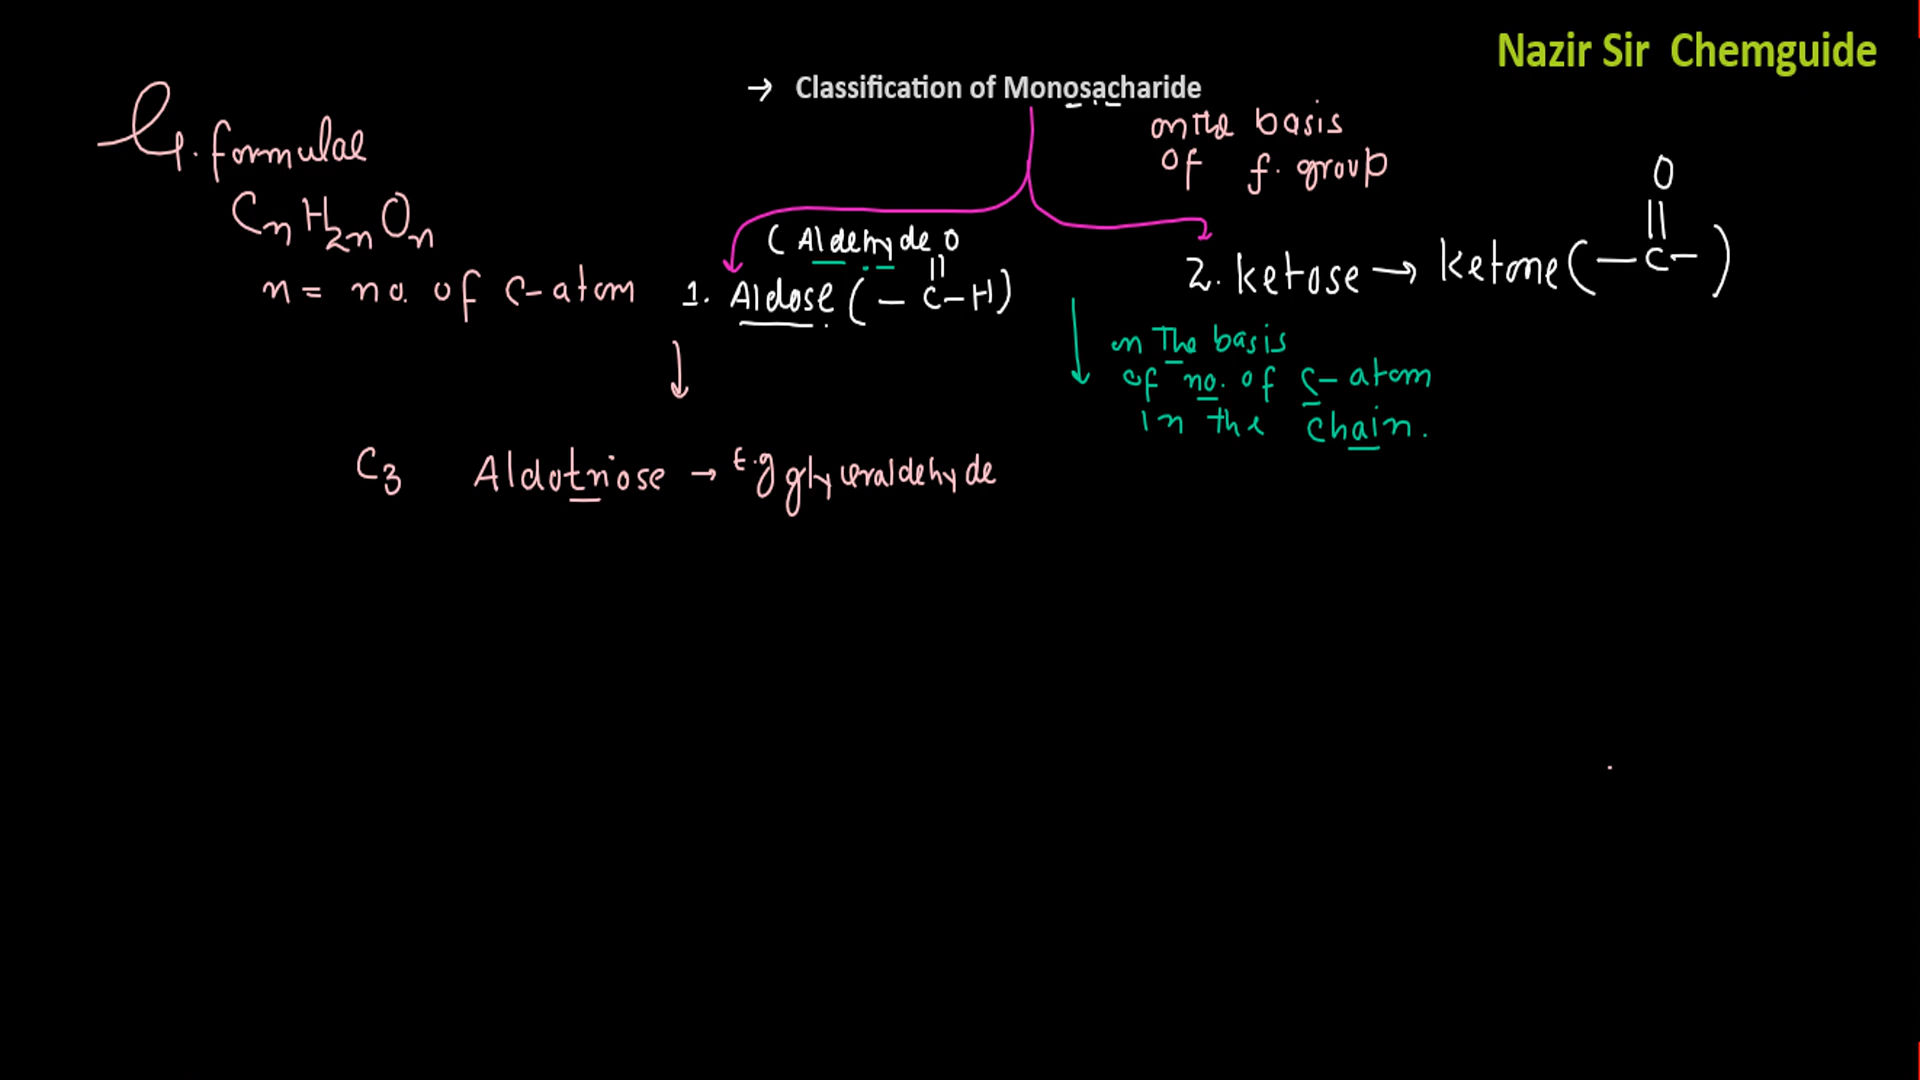 Nazir Sir Chemguide
→ Classification of Monosacharide
on the basis
of f. group
G. formulae
CnH2nOn
n = no. of C-atom
(Aldehyde O
||
1. Aldose ( – C – H)
O
||
2. Ketose → Ketone ( – C – )
on the basis
of no. of C-atom
in the chain.
C3 Aldotriose → E.g glyceraldehyde